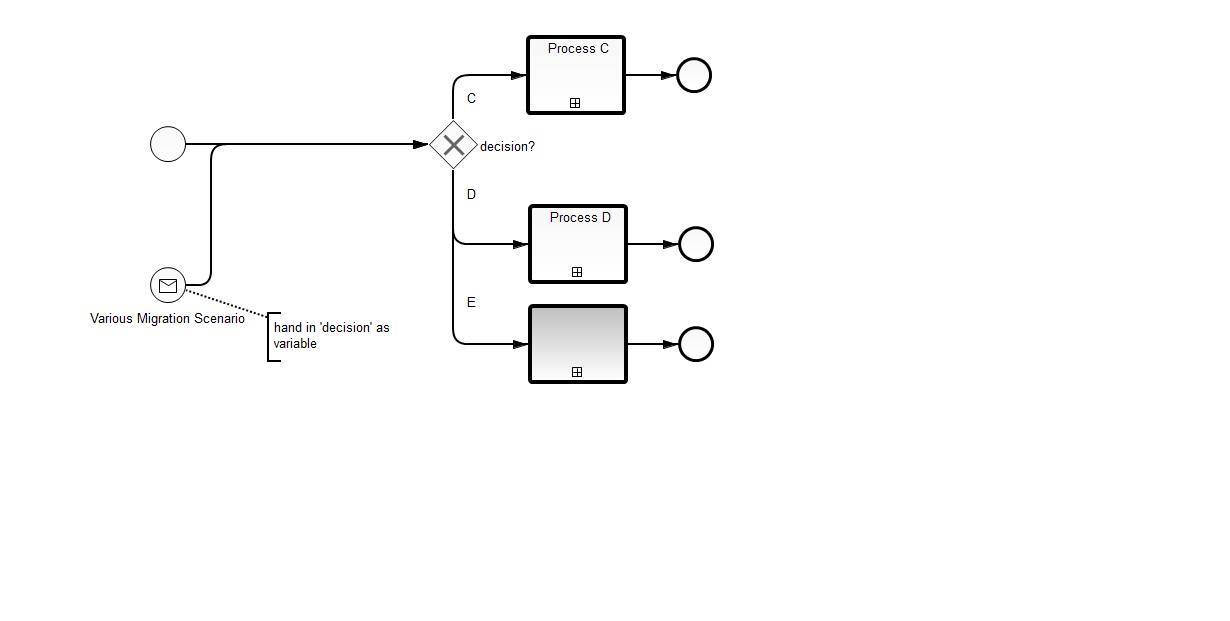 Process C
C
decision?
D
Process D
E
Various Migration Scenario
hand in 'decision' as
variable